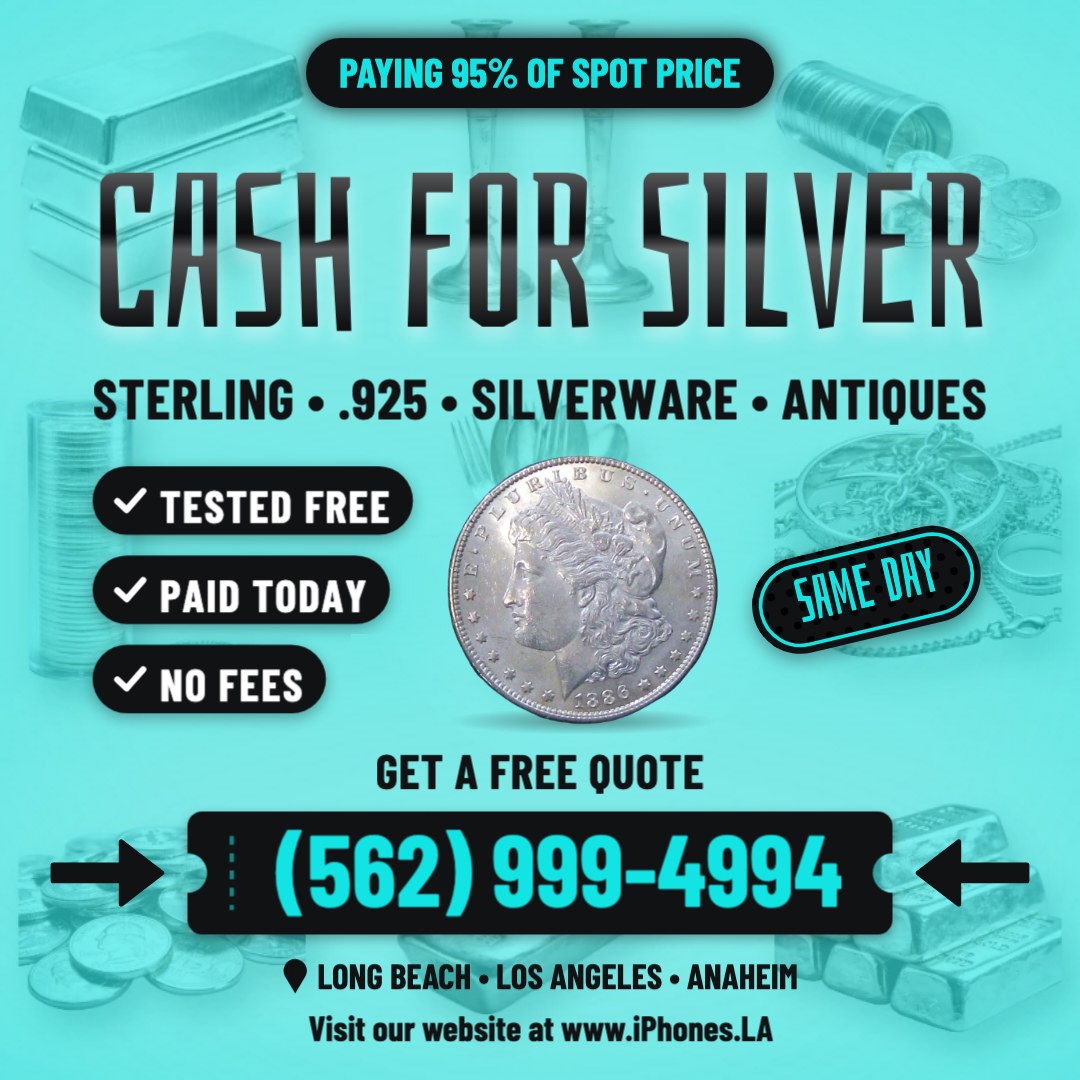 PAYING 95% OF SPOT PRICE
CASH FOR SILVER
STERLING • .925 • SILVERWARE • ANTIQUES
TESTED FREE
PAID TODAY
NO FEES
E·PLURIBUS·UNUM
1886
SAME DAY
GET A FREE QUOTE
(562) 999-4994
LONG BEACH • LOS ANGELES • ANAHEIM
Visit our website at www.iPhones.LA